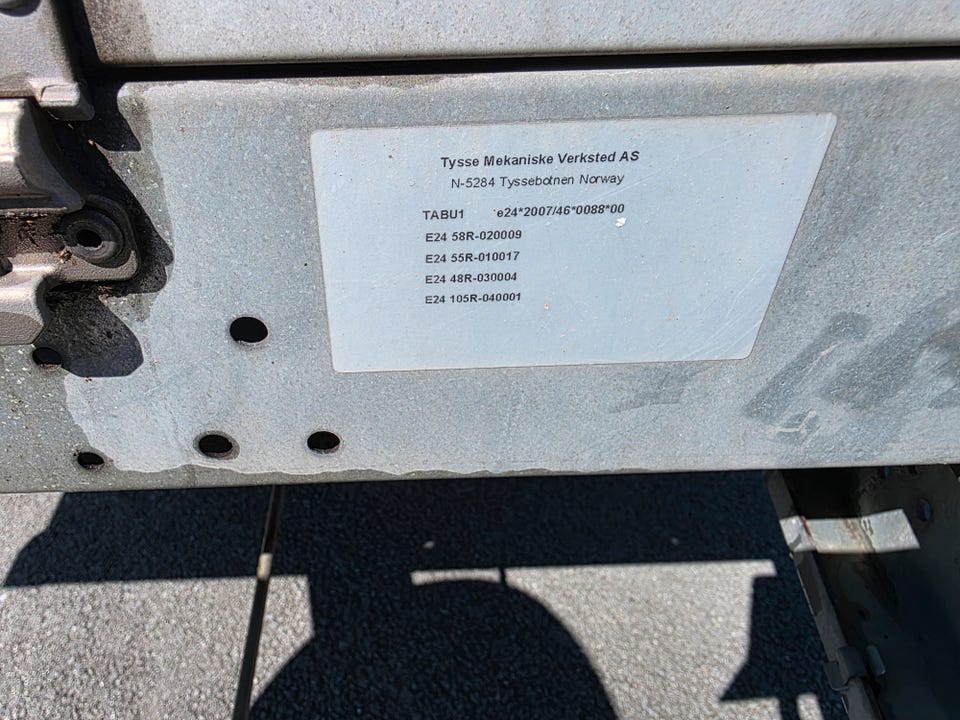 Tysse Mekaniske Verksted AS
N-5284 Tyssebotnen Norway
TABU1 e24*2007/46*0088*00
E24 58R-020009
E24 55R-010017
E24 48R-030004
E24 105R-040001